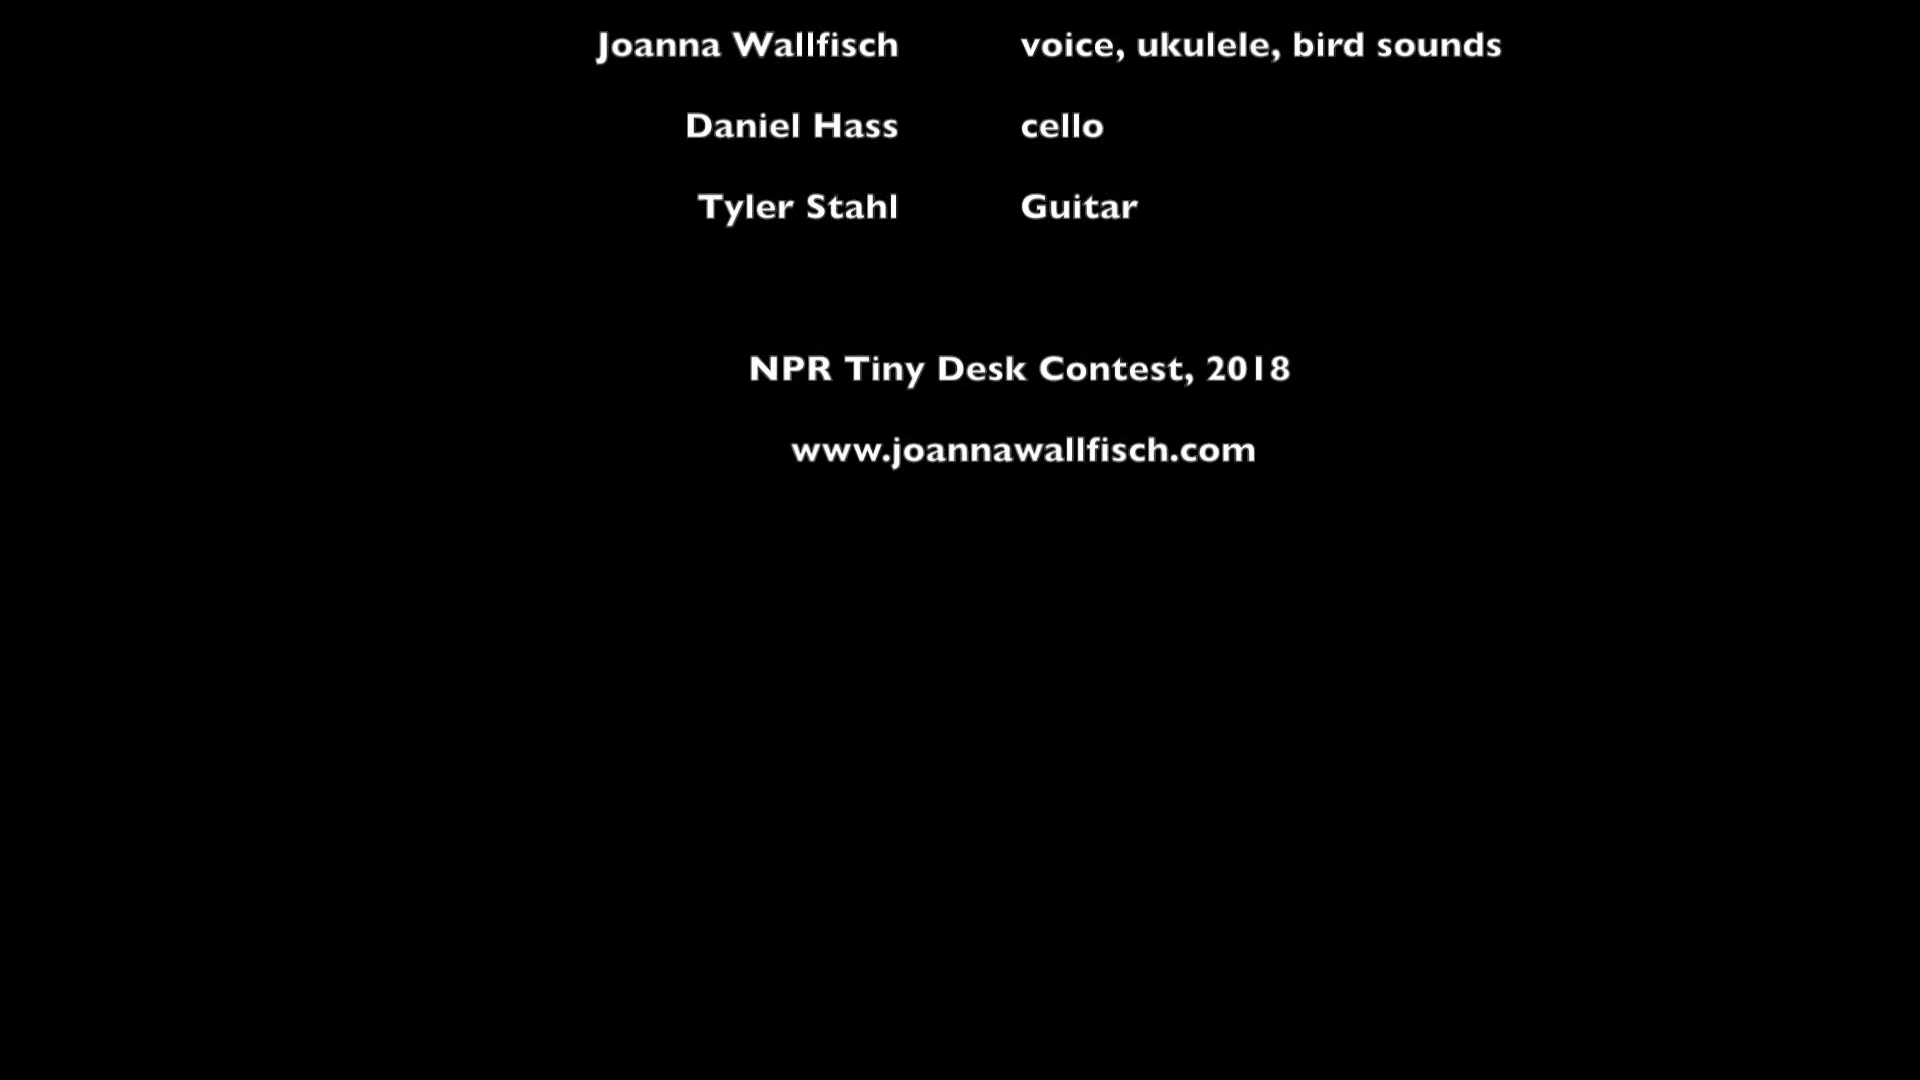 Joanna Wallfisch voice, ukulele, bird sounds
Daniel Hass cello
Tyler Stahl Guitar
NPR Tiny Desk Contest, 2018
www.joannawallfisch.com